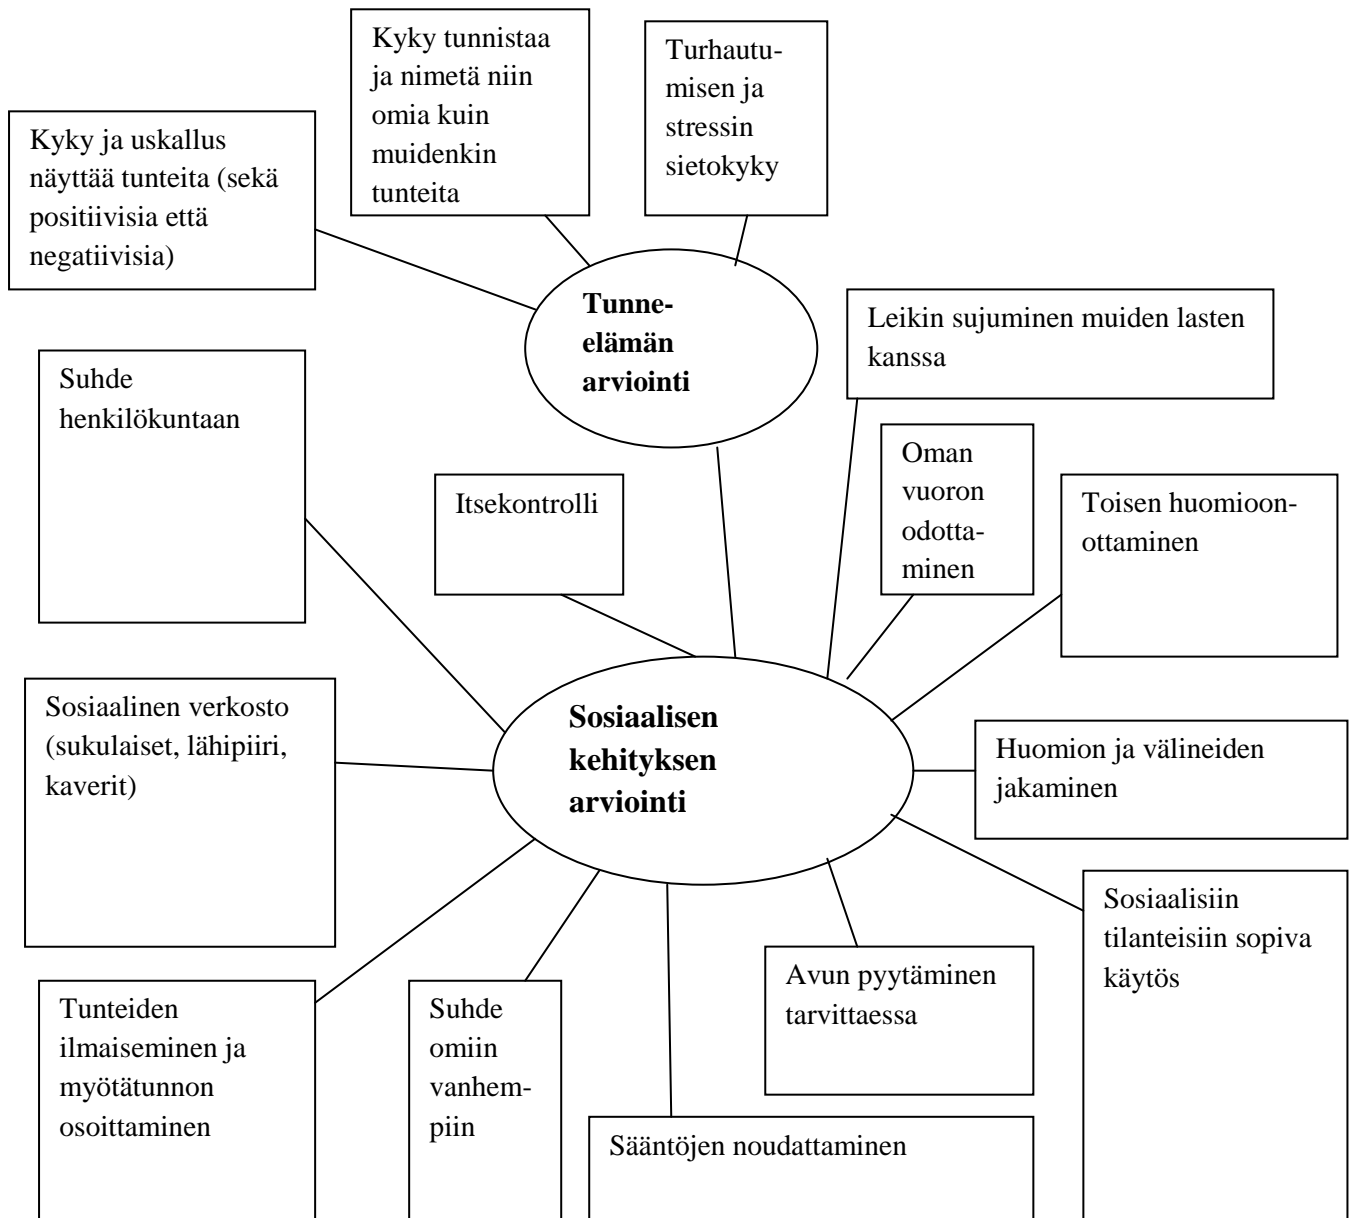 Kyky tunnistaa
ja nimetä niin
omia kuin
muidenkin
tunteita
Turhautu-
misen ja
stressin
sietokyky
Kyky ja uskallus
näyttää tunteita (sekä
positiivisia että
negatiivisia)
Tunne-
elämän
arviointi
Leikin sujuminen muiden lasten
kanssa
Suhde
henkilökuntaan
Itsekontrolli
Oman
vuoron
odotta-
minen
Toisen huomioon-
ottaminen
Sosiaalinen verkosto
(sukulaiset, lähipiiri,
kaverit)
Sosiaalisen
kehityksen
arviointi
Huomion ja välineiden
jakaminen
Sosiaalisiin
tilanteisiin sopiva
käytös
Avun pyytäminen
tarvittaessa
Tunteiden
ilmaiseminen ja
myötätunnon
osoittaminen
Suhde
omiin
vanhem-
piin
Sääntöjen noudattaminen